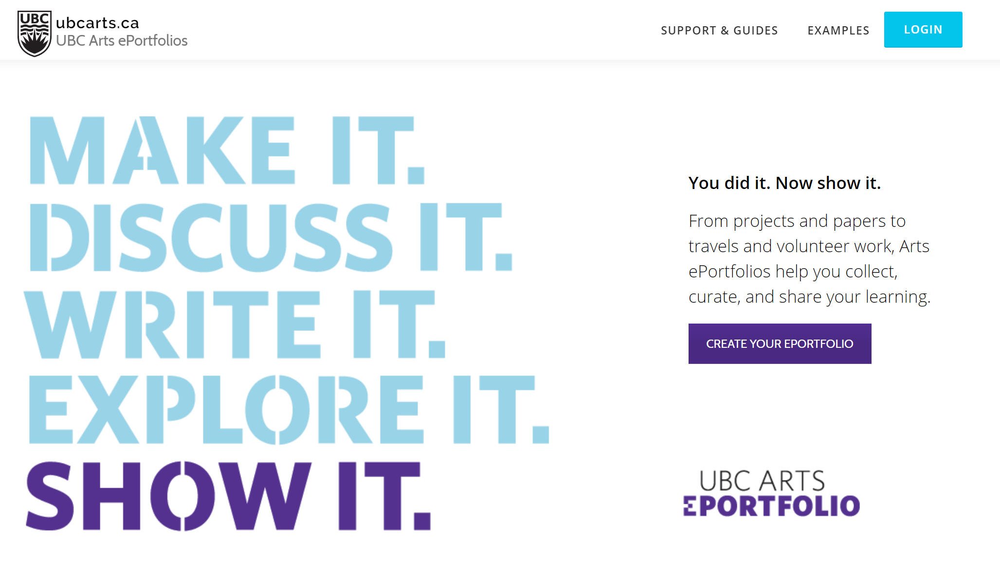 UBC
ubcarts.ca
UBC Arts ePortfolios
SUPPORT & GUIDES
EXAMPLES
LOGIN
MAKE IT.
DISCUSS IT.
WRITE IT.
EXPLORE IT.
SHOW IT.
You did it. Now show it.
From projects and papers to
travels and volunteer work, Arts
ePortfolios help you collect,
curate, and share your learning.
CREATE YOUR EPORTFOLIO
UBC ARTS
EPORTFOLIO